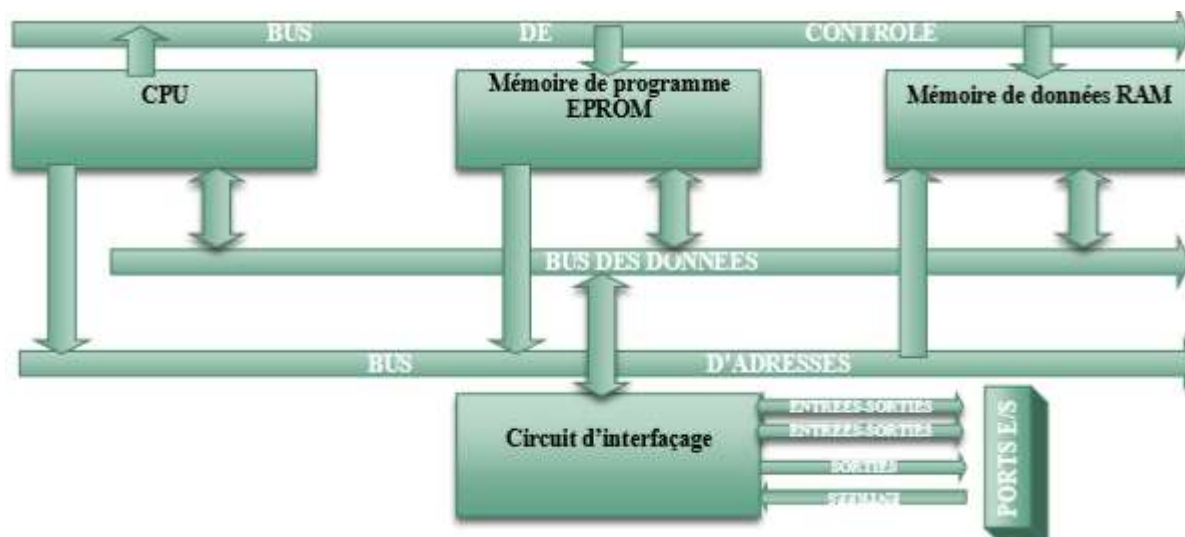 BUS DE CONTROLE
CPU
Mémoire de programme
EPROM
Mémoire de données RAM
BUS DES DONNEES
BUS D'ADRESSES
Circuit d'interfaçage
ENTREES-SORTIES
ENTREES-SORTIES
SORTIES
PORTS E/S